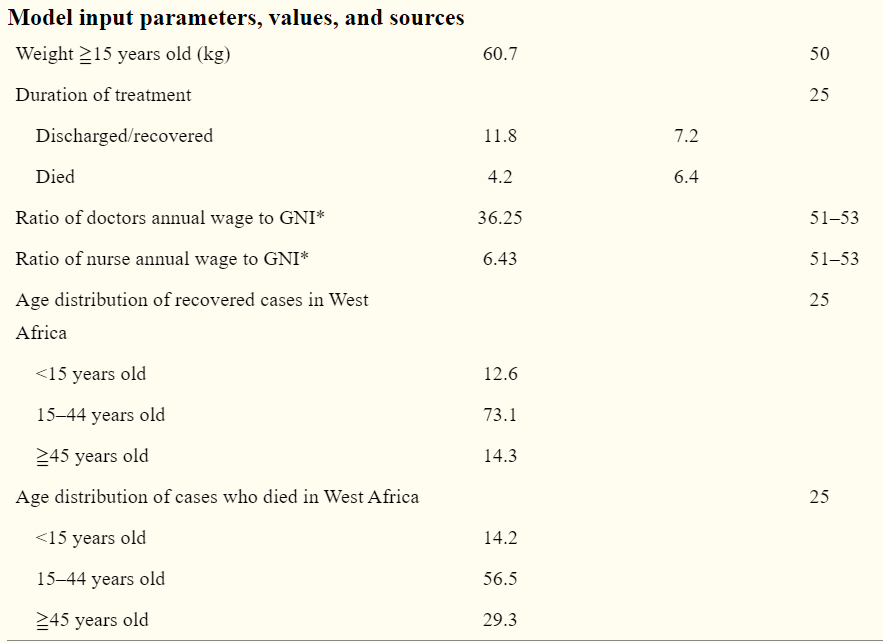 Model input parameters, values, and sources
Weight ≧15 years old (kg) 60.7 50
Duration of treatment 25
Discharged/recovered 11.8 7.2
Died 4.2 6.4
Ratio of doctors annual wage to GNI* 36.25 51–53
Ratio of nurse annual wage to GNI* 6.43 51–53
Age distribution of recovered cases in West 25
Africa
<15 years old 12.6
15–44 years old 73.1
≧45 years old 14.3
Age distribution of cases who died in West Africa 25
<15 years old 14.2
15–44 years old 56.5
≧45 years old 29.3